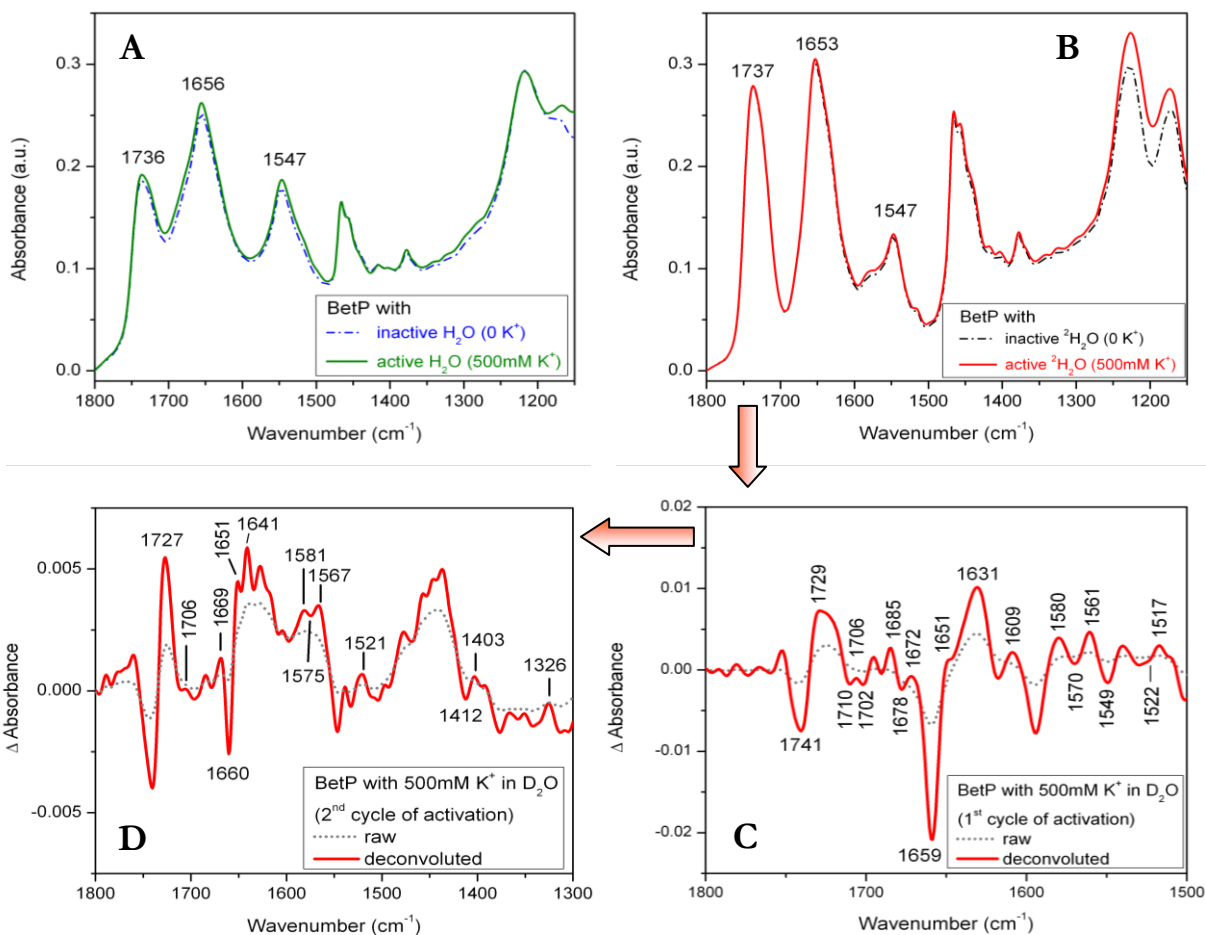 A
0.3
0.2
0.1
0.0
Absorbance (a.u.)
1736
1656
1547
BetP with
inactive H₂O (0 K⁺)
active H₂O (500mM K⁺)
1800 1700 1600 1500 1400 1300 1200
Wavenumber (cm⁻¹)
B
0.3
0.2
0.1
0.0
Absorbance (a.u.)
1737
1653
1547
BetP with
inactive ²H₂O (0 K⁺)
active ²H₂O (500mM K⁺)
1800 1700 1600 1500 1400 1300 1200
Wavenumber (cm⁻¹)
0.005
0.000
-0.005
Δ Absorbance
1727
1706
1669
1651
1641
1660
1581
1567
1575
1521
1403
1412
1326
D
BetP with 500mM K⁺ in D₂O
(2ⁿᵈ cycle of activation)
raw
deconvoluted
1800 1700 1600 1500 1400 1300
Wavenumber (cm⁻¹)
0.02
0.01
0.00
-0.01
-0.02
Δ Absorbance
1741
1729
1710
1706
1702
1685
1678
1672
1659
1651
1631
1609
1580
1570
1561
1549
1522
1517
C
BetP with 500mM K⁺ in D₂O
(1ˢᵗ cycle of activation)
raw
deconvoluted
1800 1700 1600 1500
Wavenumber (cm⁻¹)